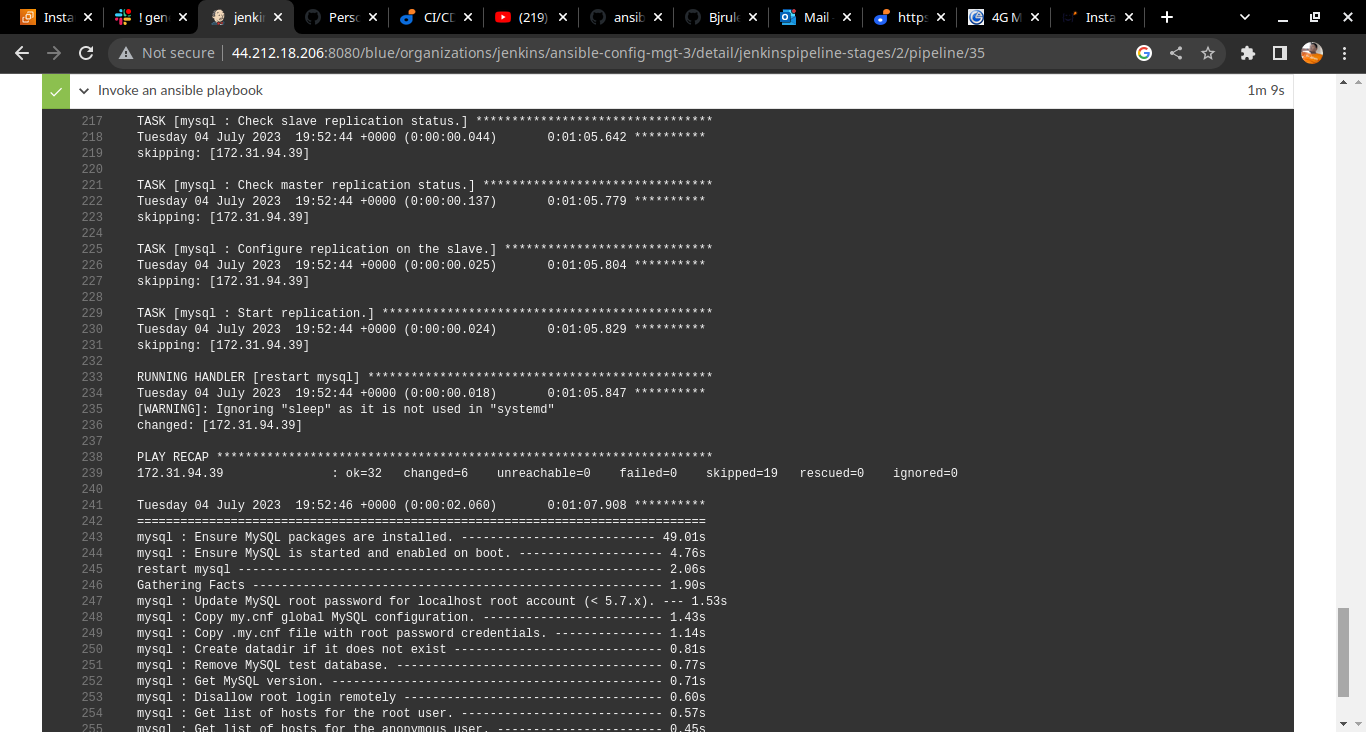 Insta
! gen
jenki
Perso
CI/CD
(219)
ansib
Bjrule
Mail -
https
4G M
Insta
Not secure
44.212.18.206:8080/blue/organizations/jenkins/ansible-config-mgt-3/detail/jenkinspipeline-stages/2/pipeline/35
Invoke an ansible playbook 1m 9s
217 TASK [mysql : Check slave replication status.] *********************************
218 Tuesday 04 July 2023  19:52:44 +0000 (0:00:00.044)       0:01:05.642 **********
219 skipping: [172.31.94.39]
220
221 TASK [mysql : Check master replication status.] ********************************
222 Tuesday 04 July 2023  19:52:44 +0000 (0:00:00.137)       0:01:05.779 **********
223 skipping: [172.31.94.39]
224
225 TASK [mysql : Configure replication on the slave.] *****************************
226 Tuesday 04 July 2023  19:52:44 +0000 (0:00:00.025)       0:01:05.804 **********
227 skipping: [172.31.94.39]
228
229 TASK [mysql : Start replication.] **********************************************
230 Tuesday 04 July 2023  19:52:44 +0000 (0:00:00.024)       0:01:05.829 **********
231 skipping: [172.31.94.39]
232
233 RUNNING HANDLER [restart mysql] ************************************************
234 Tuesday 04 July 2023  19:52:44 +0000 (0:00:00.018)       0:01:05.847 **********
235 [WARNING]: Ignoring "sleep" as it is not used in "systemd"
236 changed: [172.31.94.39]
237
238 PLAY RECAP *********************************************************************
239 172.31.94.39               : ok=32   changed=6    unreachable=0    failed=0    skipped=19   rescued=0    ignored=0
240
241 Tuesday 04 July 2023  19:52:46 +0000 (0:00:02.060)       0:01:07.908 **********
242 ===============================================================================
243 mysql : Ensure MySQL packages are installed. --------------------------- 49.01s
244 mysql : Ensure MySQL is started and enabled on boot. -------------------- 4.76s
245 restart mysql ----------------------------------------------------------- 2.06s
246 Gathering Facts --------------------------------------------------------- 1.90s
247 mysql : Update MySQL root password for localhost root account (< 5.7.x). --- 1.53s
248 mysql : Copy my.cnf global MySQL configuration. ------------------------- 1.43s
249 mysql : Copy .my.cnf file with root password credentials. --------------- 1.14s
250 mysql : Create datadir if it does not exist ----------------------------- 0.81s
251 mysql : Remove MySQL test database. ------------------------------------- 0.77s
252 mysql : Get MySQL version. ---------------------------------------------- 0.71s
253 mysql : Disallow root login remotely ------------------------------------ 0.60s
254 mysql : Get list of hosts for the root user. ---------------------------- 0.57s
255 mysql : Get list of hosts for the anonymous user. ----------------------- 0.45s